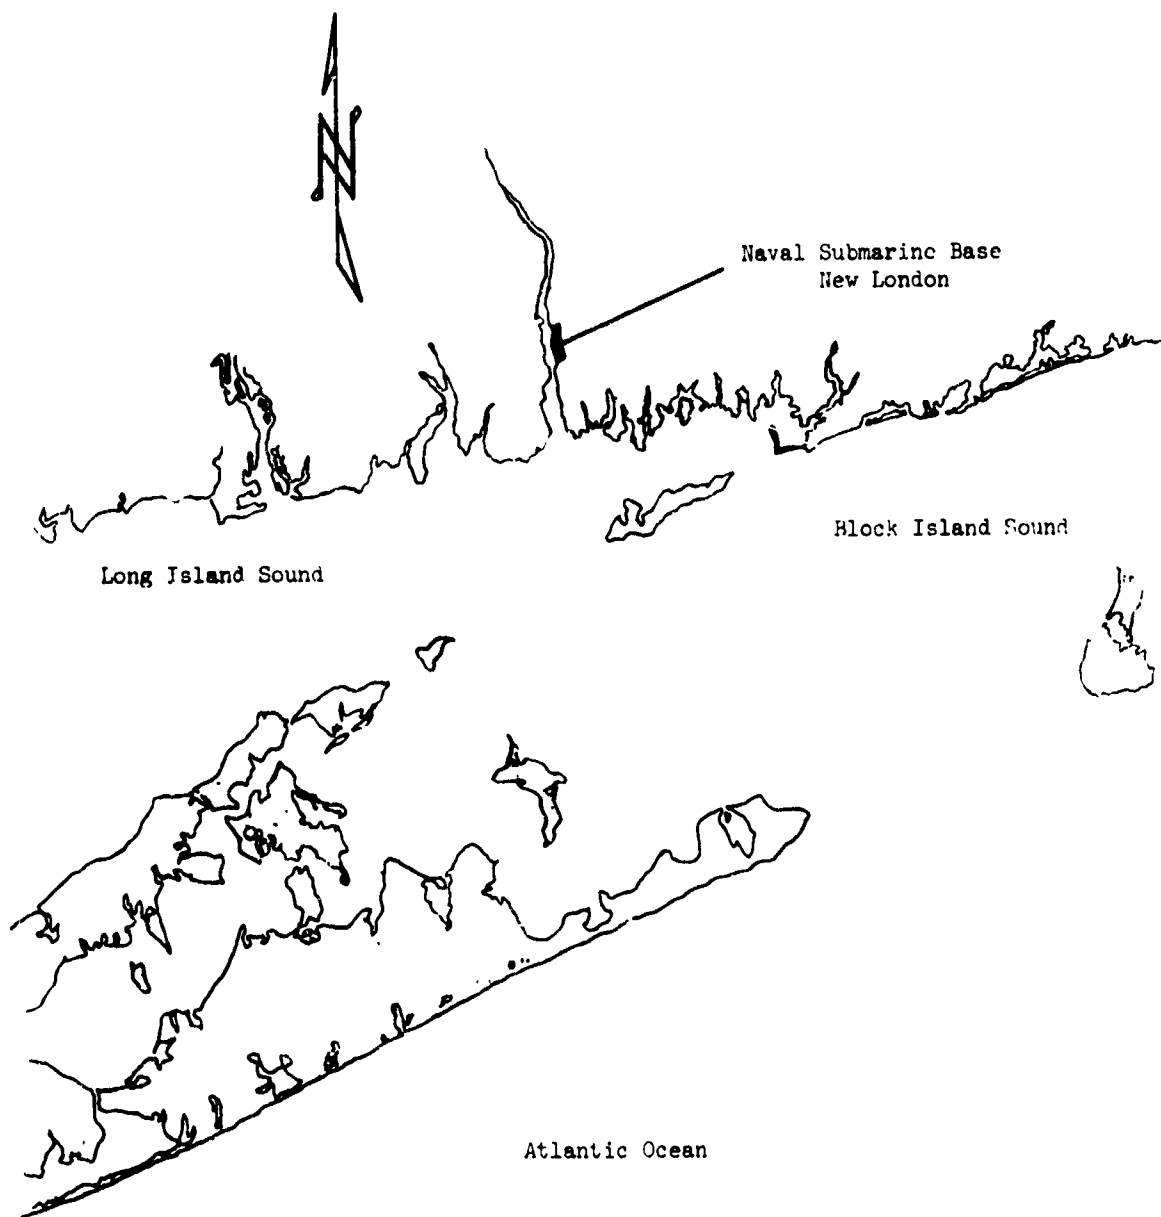 N
Naval Submarine Base
New London
Block Island Sound
Long Island Sound
Atlantic Ocean